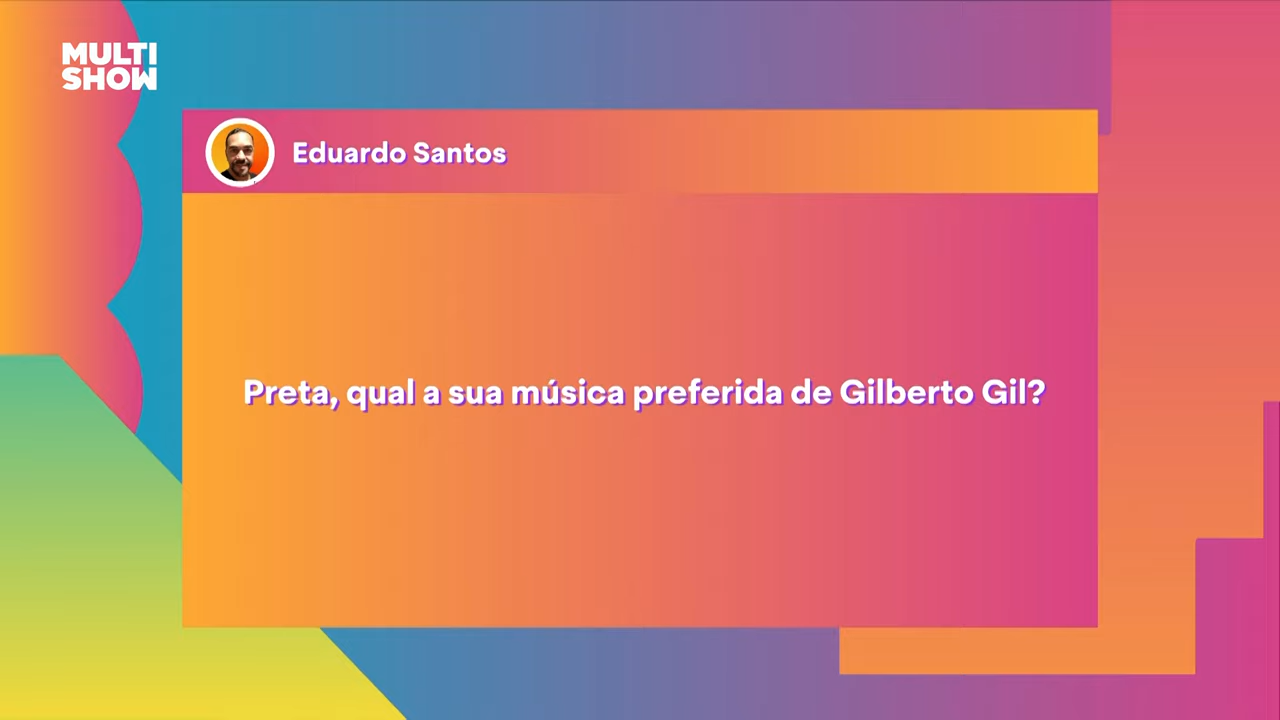 MULTI
SHOW
Eduardo Santos
Preta, qual a sua música preferida de Gilberto Gil?